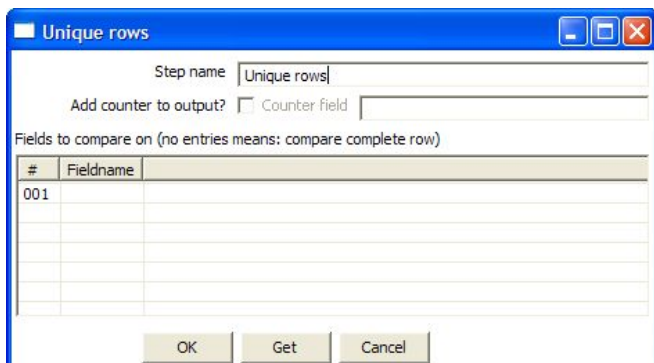 Unique rows
Step name Unique rows
Add counter to output? Counter field
Fields to compare on (no entries means: compare complete row)
# Fieldname
001
OK Get Cancel